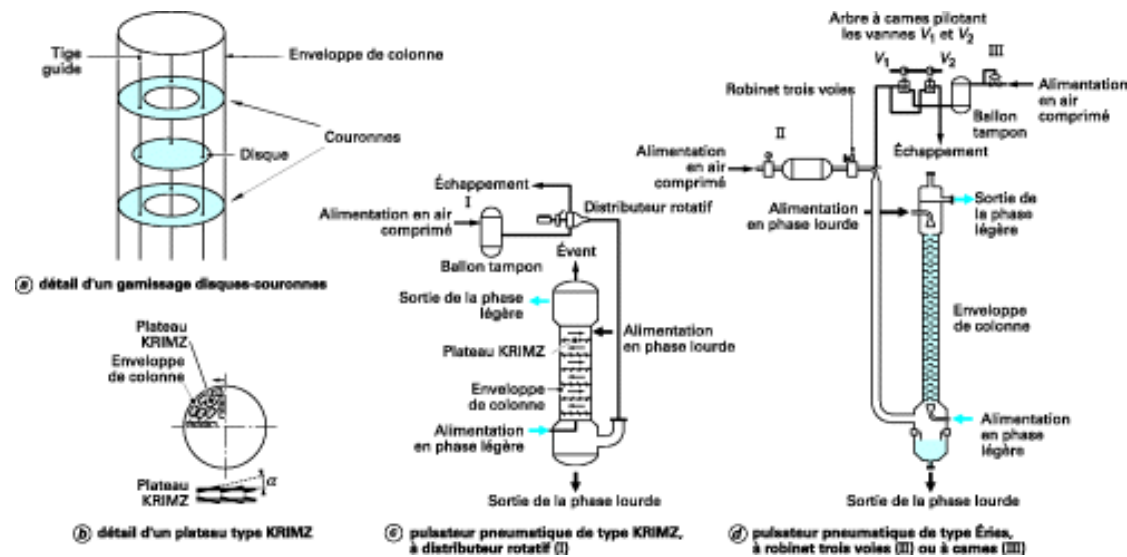 Tige
guide
Enveloppe de colonne
Couronnes
Disque
ⓐ détail d'un garnissage disques-couronnes
Plateau
KRIMZ
Enveloppe
de colonne
Plateau
KRIMZ
α
ⓑ détail d'un plateau type KRIMZ
Échappement
I
Alimentation en air
comprimé
Distributeur rotatif
Ballon tampon
Évent
Sortie de la phase
légère
Alimentation
en phase lourde
Plateau KRIMZ
Enveloppe
de colonne
Alimentation
en phase légère
Sortie de la phase lourde
ⓒ pulsateur pneumatique de type KRIMZ,
à distributeur rotatif (I)
Arbre à cames pilotant
les vannes V1 et V2
V1
V2
III
Robinet trois voies
Alimentation
en air
comprimé
Ballon
tampon
II
Échappement
Alimentation
en air
comprimé
Alimentation
en phase lourde
Sortie de
la phase
légère
Enveloppe
de colonne
Alimentation
en phase
légère
Sortie de la phase lourde
ⓓ pulsateur pneumatique de type Éries,
à robinet trois voies (II) ou à cames (III)